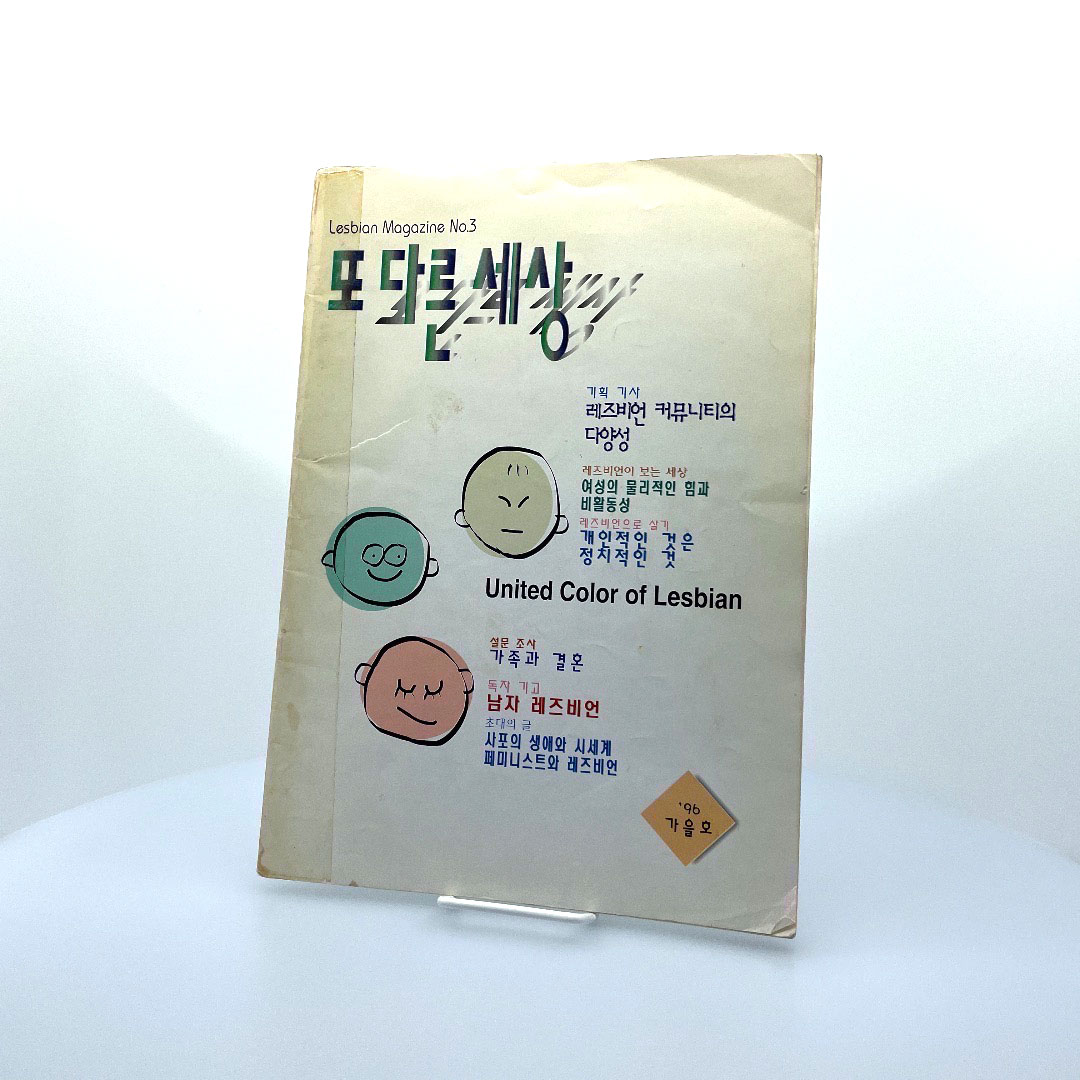 Lesbian Magazine No.3
또 다른 세상
기획 기사
레즈비언 커뮤니티의
다양성
레즈비언이 보는 세상
여성의 물리적인 힘과
비활동성
레즈비언으로 살기
개인적인 것은
정치적인 것
United Color of Lesbian
설문 조사
가족과 결혼
독자 기고
남자 레즈비언
초대의 글
사포의 생애와 시세계
페미니스트와 레즈비언
'96
가을호